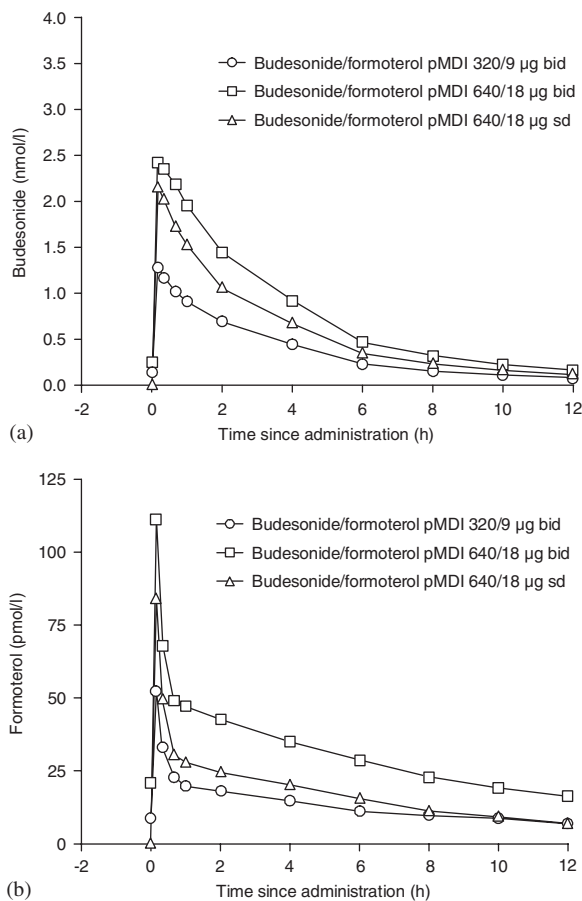 4.0
3.5
3.0
2.5
2.0
1.5
1.0
0.5
0.0
Budesonide (nmol/l)
Budesonide/formoterol pMDI 320/9 µg bid
Budesonide/formoterol pMDI 640/18 µg bid
Budesonide/formoterol pMDI 640/18 µg sd
-2 0 2 4 6 8 10 12
(a) Time since administration (h)
125
100
75
50
25
0
Formoterol (pmol/l)
Budesonide/formoterol pMDI 320/9 µg bid
Budesonide/formoterol pMDI 640/18 µg bid
Budesonide/formoterol pMDI 640/18 µg sd
-2 0 2 4 6 8 10 12
(b) Time since administration (h)